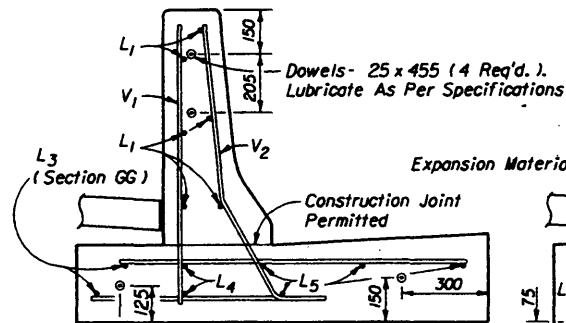 150
L1
Dowels- 25 x 455 (4 Req'd.).
Lubricate As Per Specifications
205
V1
L1
V2
L3
(Section GG)
Expansion Materia
Construction Joint
Permitted
L4
L5
125
150
300
75
L